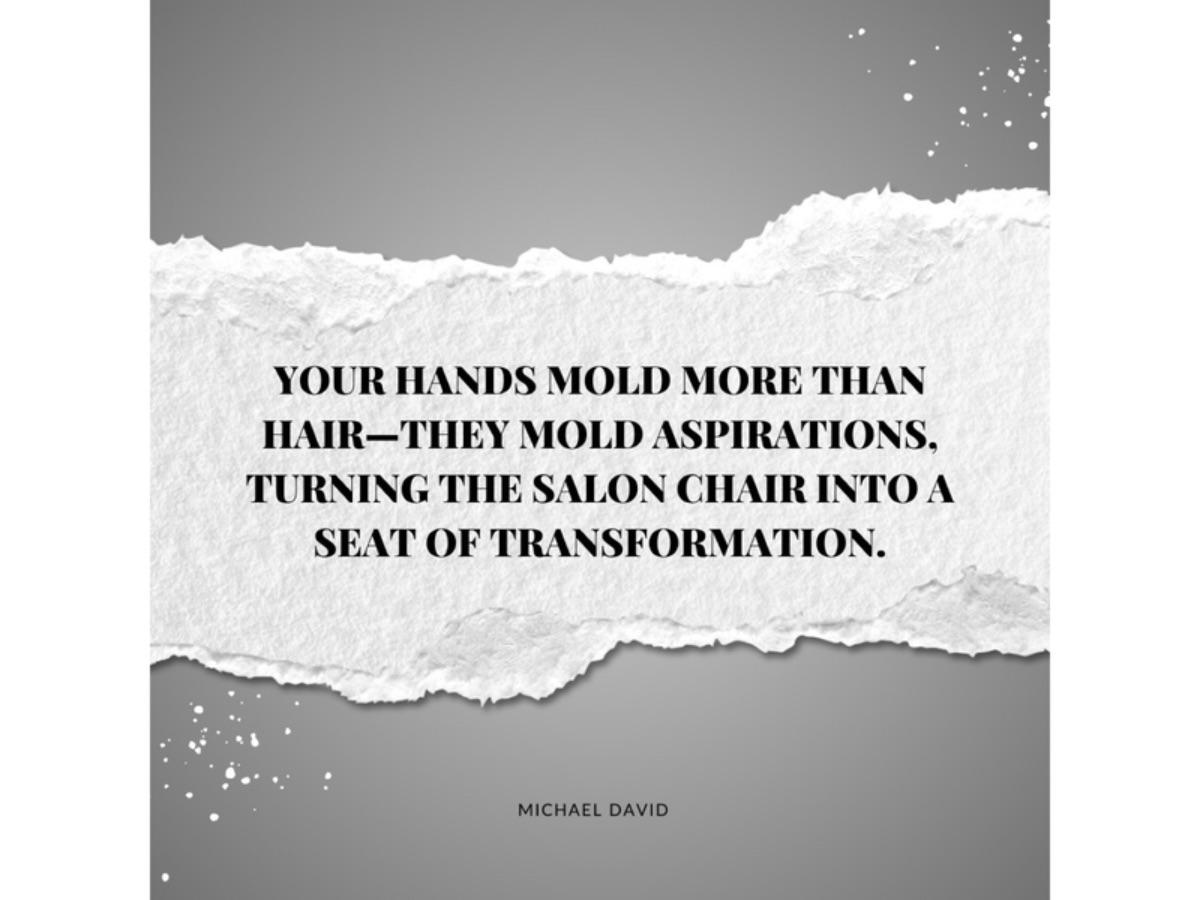 YOUR HANDS MOLD MORE THAN
HAIR—THEY MOLD ASPIRATIONS,
TURNING THE SALON CHAIR INTO A
SEAT OF TRANSFORMATION.
MICHAEL DAVID